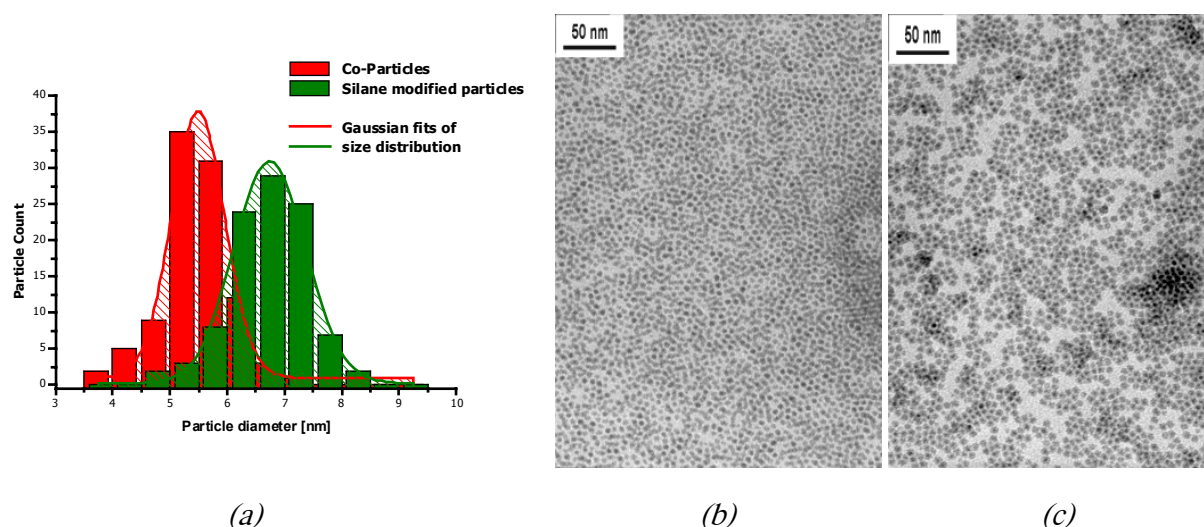 Co-Particles
Silane modified particles
Gaussian fits of
size distribution
40
35
30
25
20
15
10
5
0
Particle Count
3 4 5 6 7 8 9 10
Particle diameter [nm]
50 nm
50 nm
(a) (b) (c)